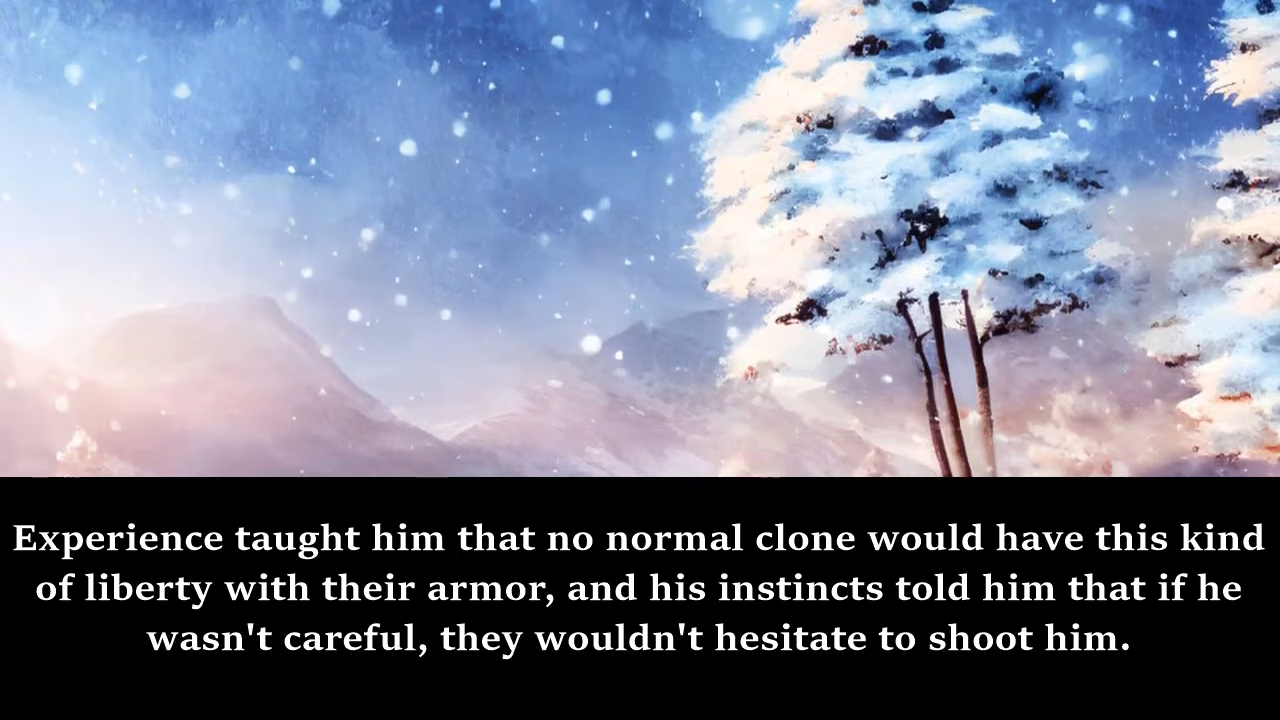 Experience taught him that no normal clone would have this kind
of liberty with their armor, and his instincts told him that if he
wasn't careful, they wouldn't hesitate to shoot him.